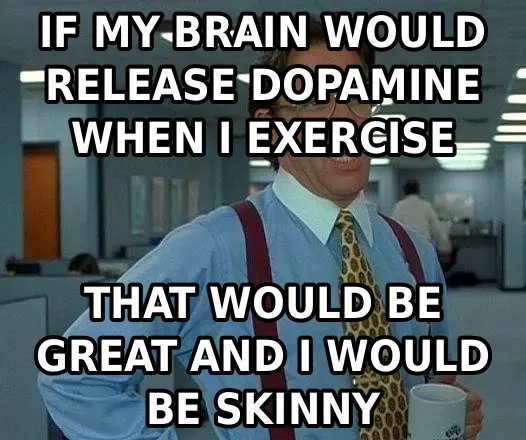 IF MY BRAIN WOULD
RELEASE DOPAMINE
WHEN I EXERCISE
THAT WOULD BE
GREAT AND I WOULD
BE SKINNY